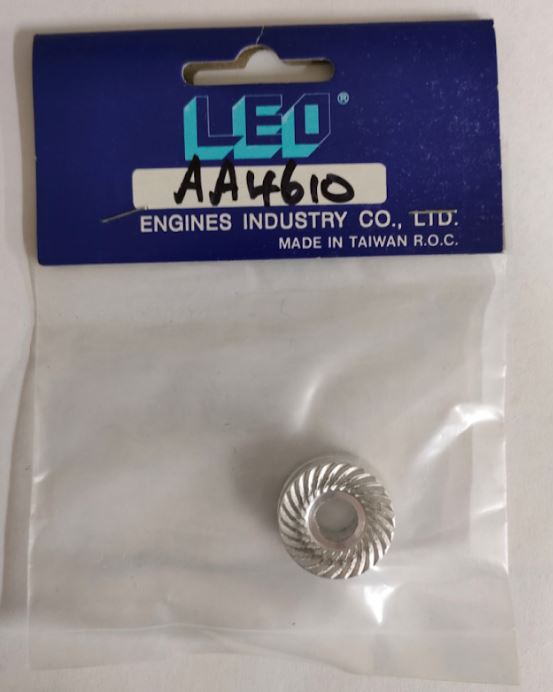 LEO®
AA4610
ENGINES INDUSTRY CO., LTD.
MADE IN TAIWAN R.O.C.